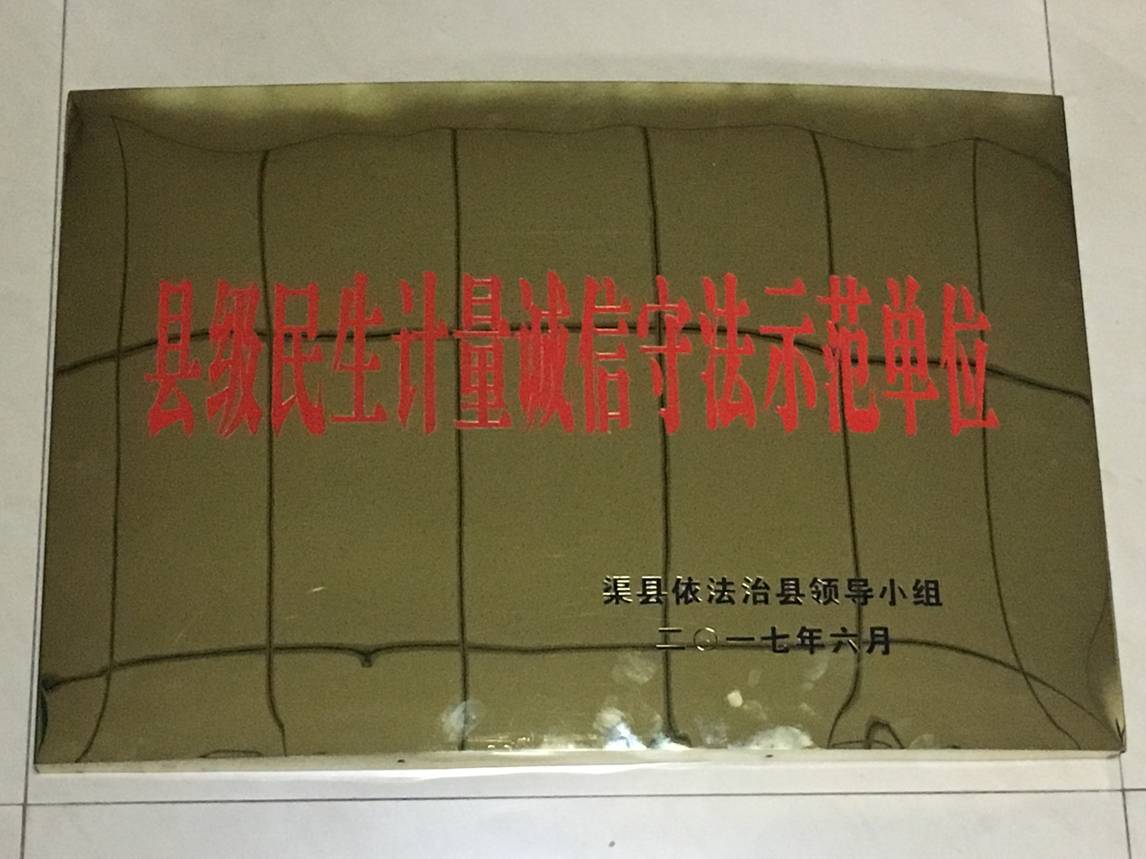 县级民生计量诚信守法示范单位
渠县依法治县领导小组
二〇一七年六月